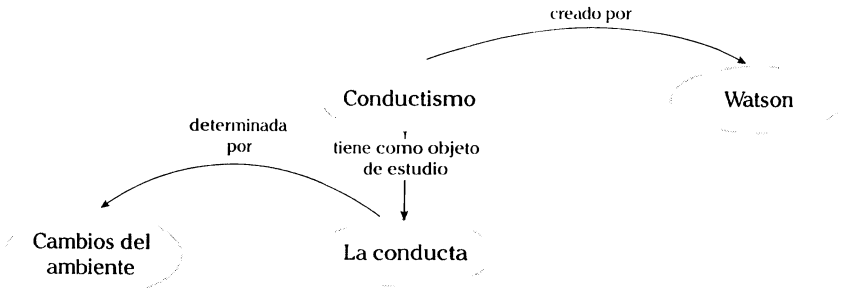 creado por
Conductismo
Watson
determinada
por
tiene como objeto
de estudio
Cambios del
ambiente
La conducta